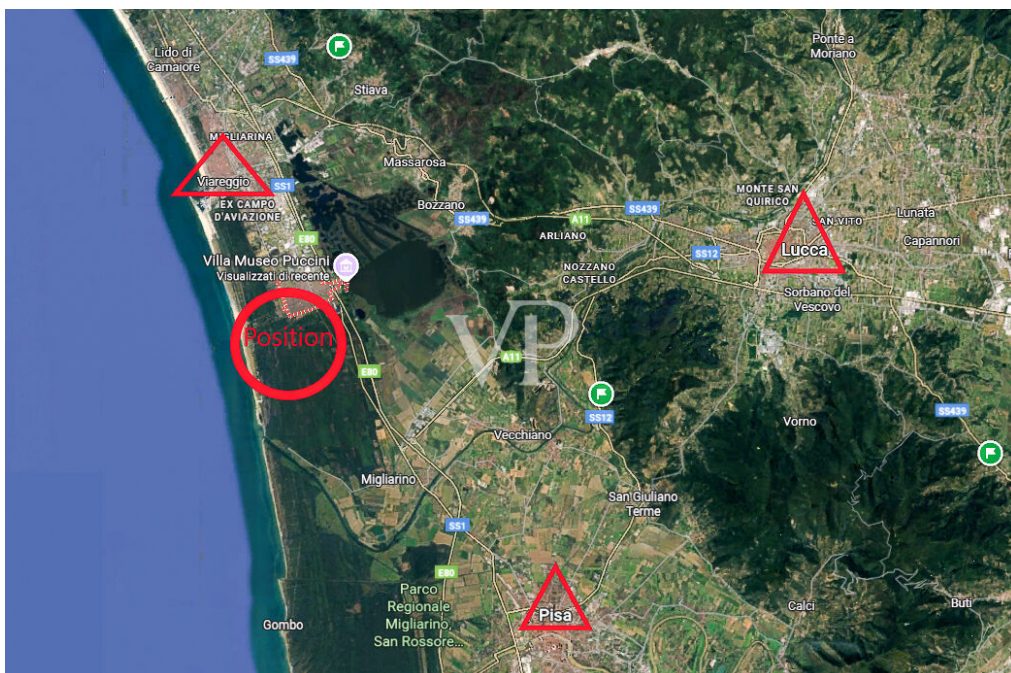 Lido di
Camaiore
SS439
Stiava
Ponte a
Moriano
MIGLIARINA
Massarosa
Viareggio
SS1
EX CAMPO
D'AVIAZIONE
Bozzano
SS439
SS439
A11
ARLIANO
MONTE SAN
QUIRICO
SAN VITO
Lunata
Capannori
Lucca
SS12
E80
Villa Museo Puccini
Visualizzati di recente
NOZZANO
CASTELLO
Sorbano del
Vescovo
Position
VP
A11
E80
SS12
SS439
Vorno
Vecchiano
Migliarino
San Giuliano
Terme
SS1
E80
Parco
Regionale
Migliarino,
San Rossore...
Pisa
Gombo
Calci
Buti